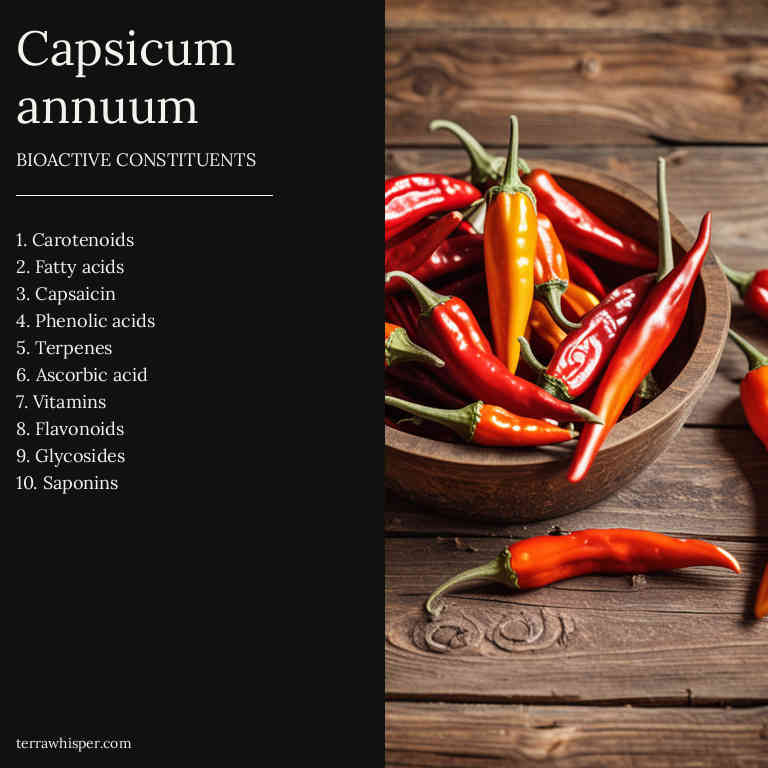 Capsicum
annuum
BIOACTIVE CONSTITUENTS
1. Carotenoids
2. Fatty acids
3. Capsaicin
4. Phenolic acids
5. Terpenes
6. Ascorbic acid
7. Vitamins
8. Flavonoids
9. Glycosides
10. Saponins
terrawhisper.com